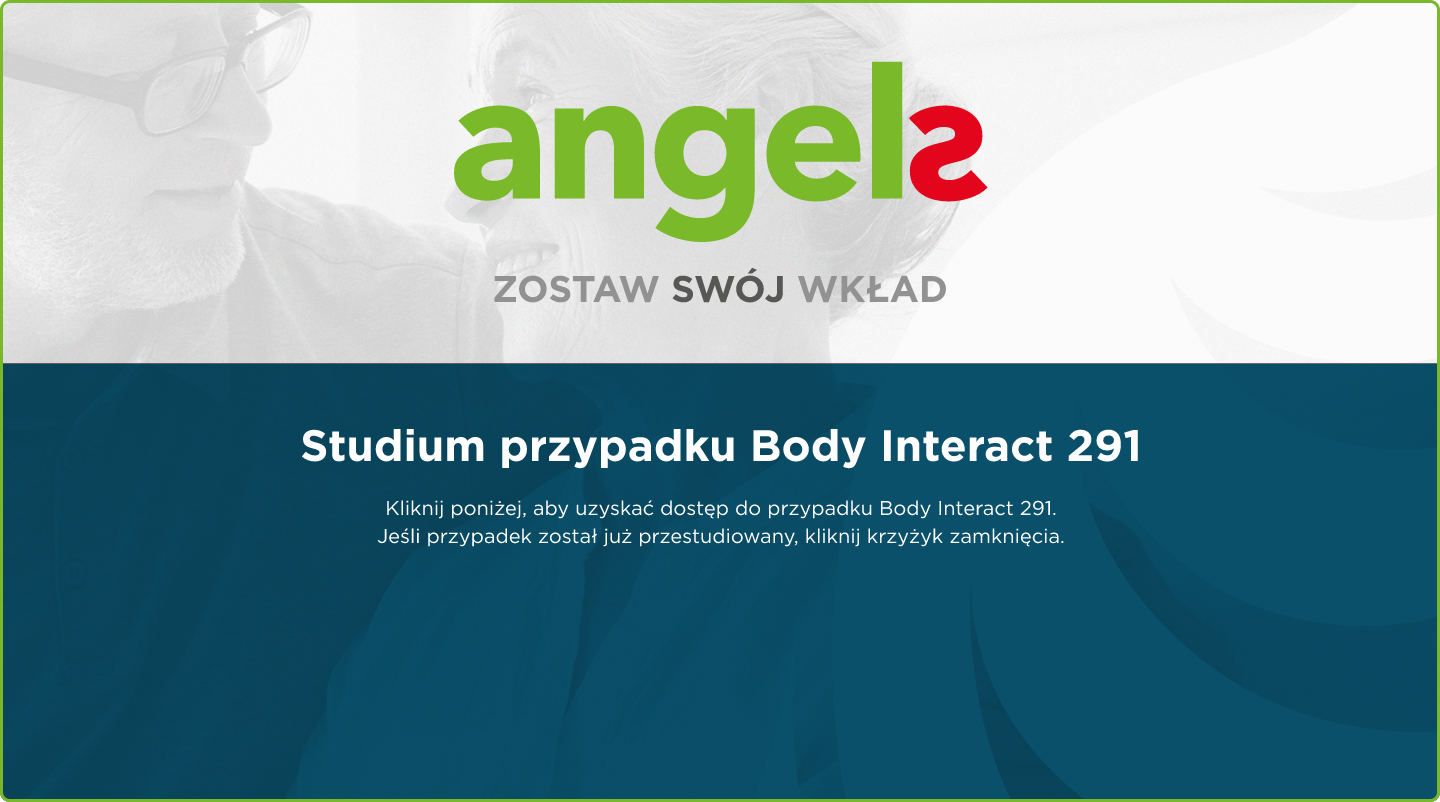 angels
ZOSTAW SWÓJ WKŁAD
Studium przypadku Body Interact 291
Kliknij poniżej, aby uzyskać dostęp do przypadku Body Interact 291.
Jeśli przypadek został już przestudiowany, kliknij krzyżyk zamknięcia.